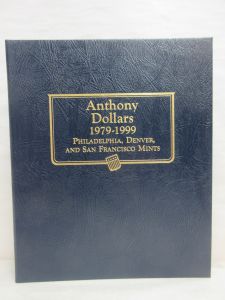 Anthony
Dollars
1979-1999
Philadelphia, Denver,
and San Francisco Mints